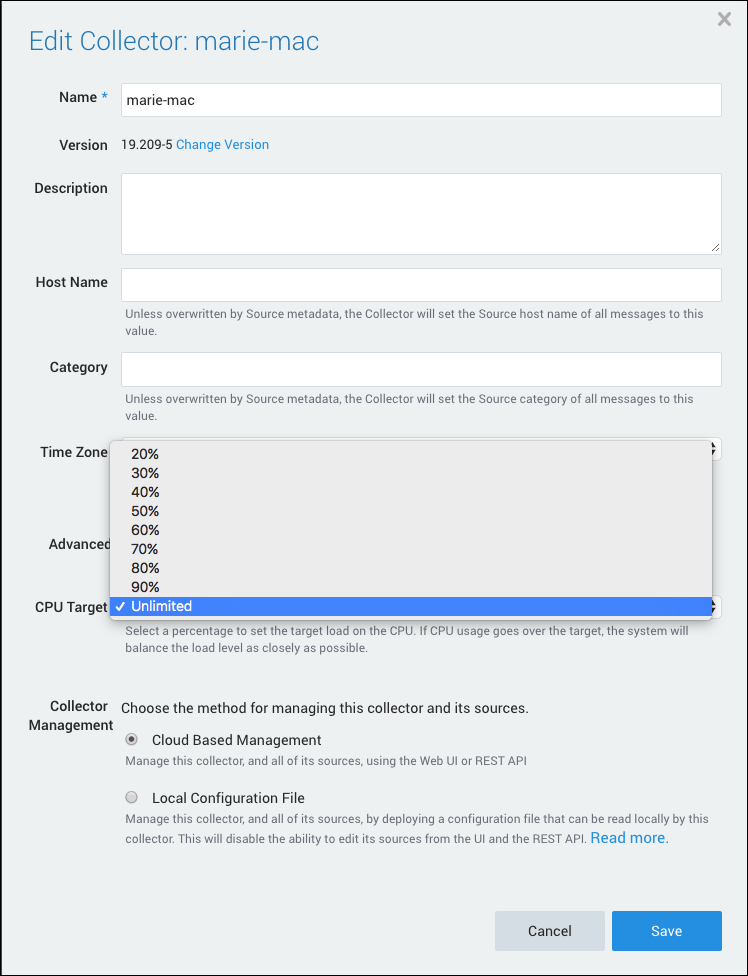 Edit Collector: marie-mac
Name *
marie-mac
Version
19.209-5 Change Version
Description
Host Name
Unless overwritten by Source metadata, the Collector will set the Source host name of all messages to this
value.
Category
Unless overwritten by Source metadata, the Collector will set the Source category of all messages to this
value.
Time Zone
20%
30%
40%
50%
60%
70%
80%
90%
Advanced
CPU Target
✓ Unlimited
Select a percentage to set the target load on the CPU. If CPU usage goes over the target, the system will
balance the load level as closely as possible.
Collector
Management
Choose the method for managing this collector and its sources.
Cloud Based Management
Manage this collector, and all of its sources, using the Web UI or REST API
Local Configuration File
Manage this collector, and all of its sources, by deploying a configuration file that can be read locally by this
collector. This will disable the ability to edit its sources from the UI and the REST API. Read more.
Cancel
Save